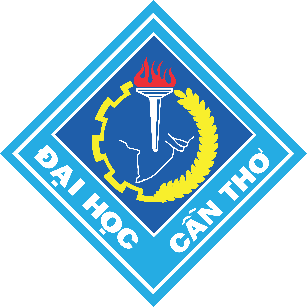 ĐẠI HỌC
CẦN THƠ